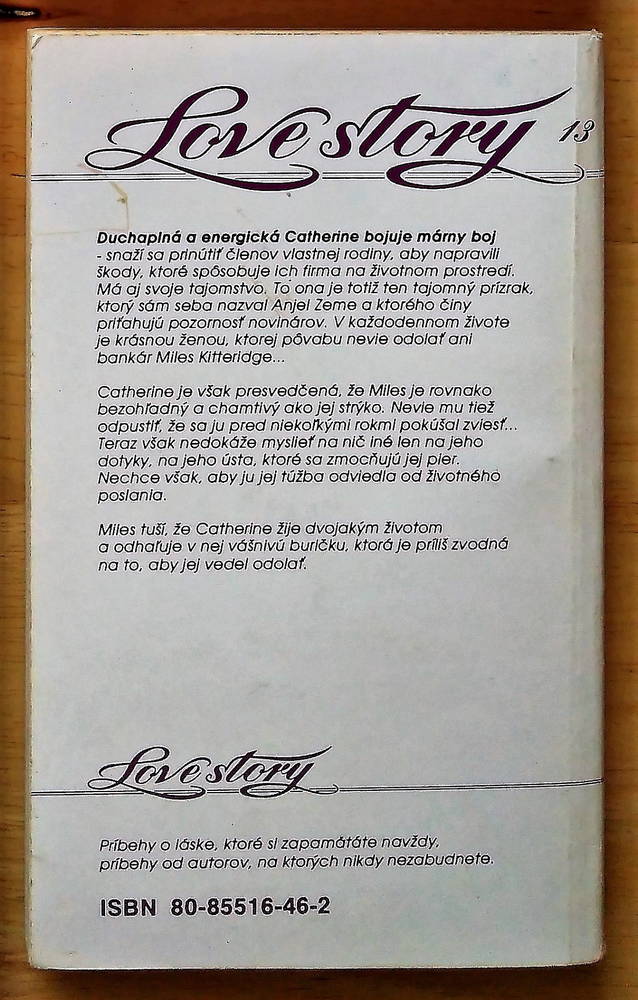 Love story 13
Duchaplná a energická Catherine bojuje márny boj
- snaží sa prinútiť členov vlastnej rodiny, aby napravili
škody, ktoré spôsobuje ich firma na životnom prostredí.
Má aj svoje tajomstvo. To ona je totiž ten tajomný prízrak,
ktorý sám seba nazval Anjel Zeme a ktorého činy
priťahujú pozornosť novinárov. V každodennom živote
je krásnou ženou, ktorej pôvabu nevie odolať ani
bankár Miles Kitteridge...
Catherine je však presvedčená, že Miles je rovnako
bezohľadný a chamtivý ako jej strýko. Nevie mu tiež
odpustiť, že sa ju pred niekoľkými rokmi pokúšal zviesť...
Teraz však nedokáže myslieť na nič iné len na jeho
dotyky, na jeho ústa, ktoré sa zmocňujú jej pier.
Nechce však, aby ju jej túžba odviedla od životného
poslania.
Miles tuší, že Catherine žije dvojakým životom
a odhaľuje v nej vášnivú buričku, ktorá je príliš zvodná
na to, aby jej vedel odolať.
Love story
Príbehy o láske, ktoré si zapamätáte navždy,
príbehy od autorov, na ktorých nikdy nezabudnete.
ISBN 80-85516-46-2